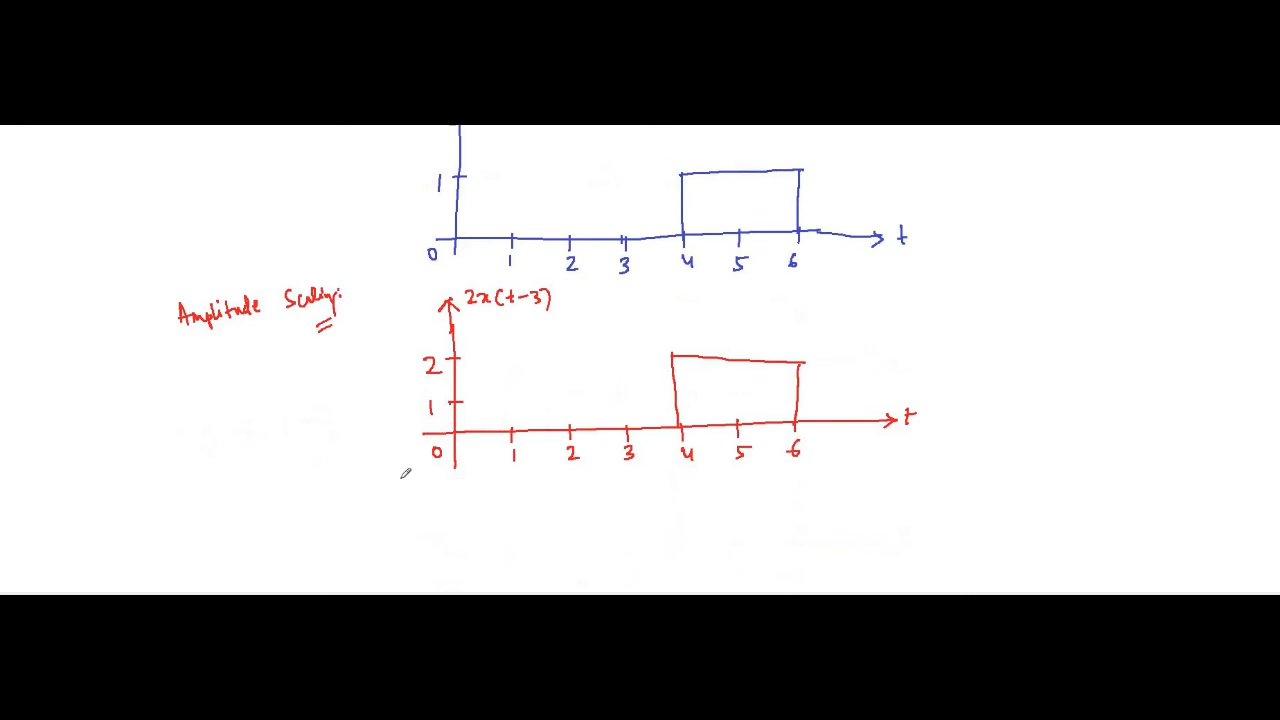 1
0 1 2 3 4 5 6 t
Amplitude Scaling:
2x(t-3)
2
1
0 1 2 3 4 5 6 t